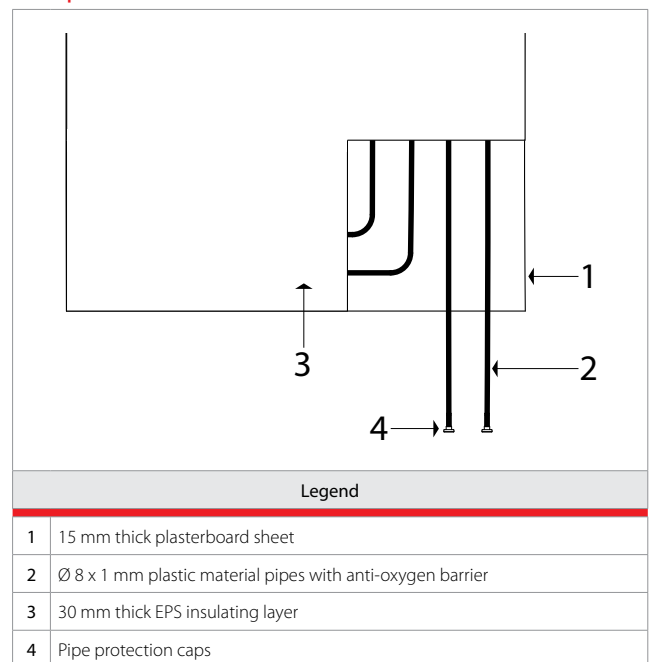 1
2
3
4
Legend
1 15 mm thick plasterboard sheet
2 Ø 8 x 1 mm plastic material pipes with anti-oxygen barrier
3 30 mm thick EPS insulating layer
4 Pipe protection caps